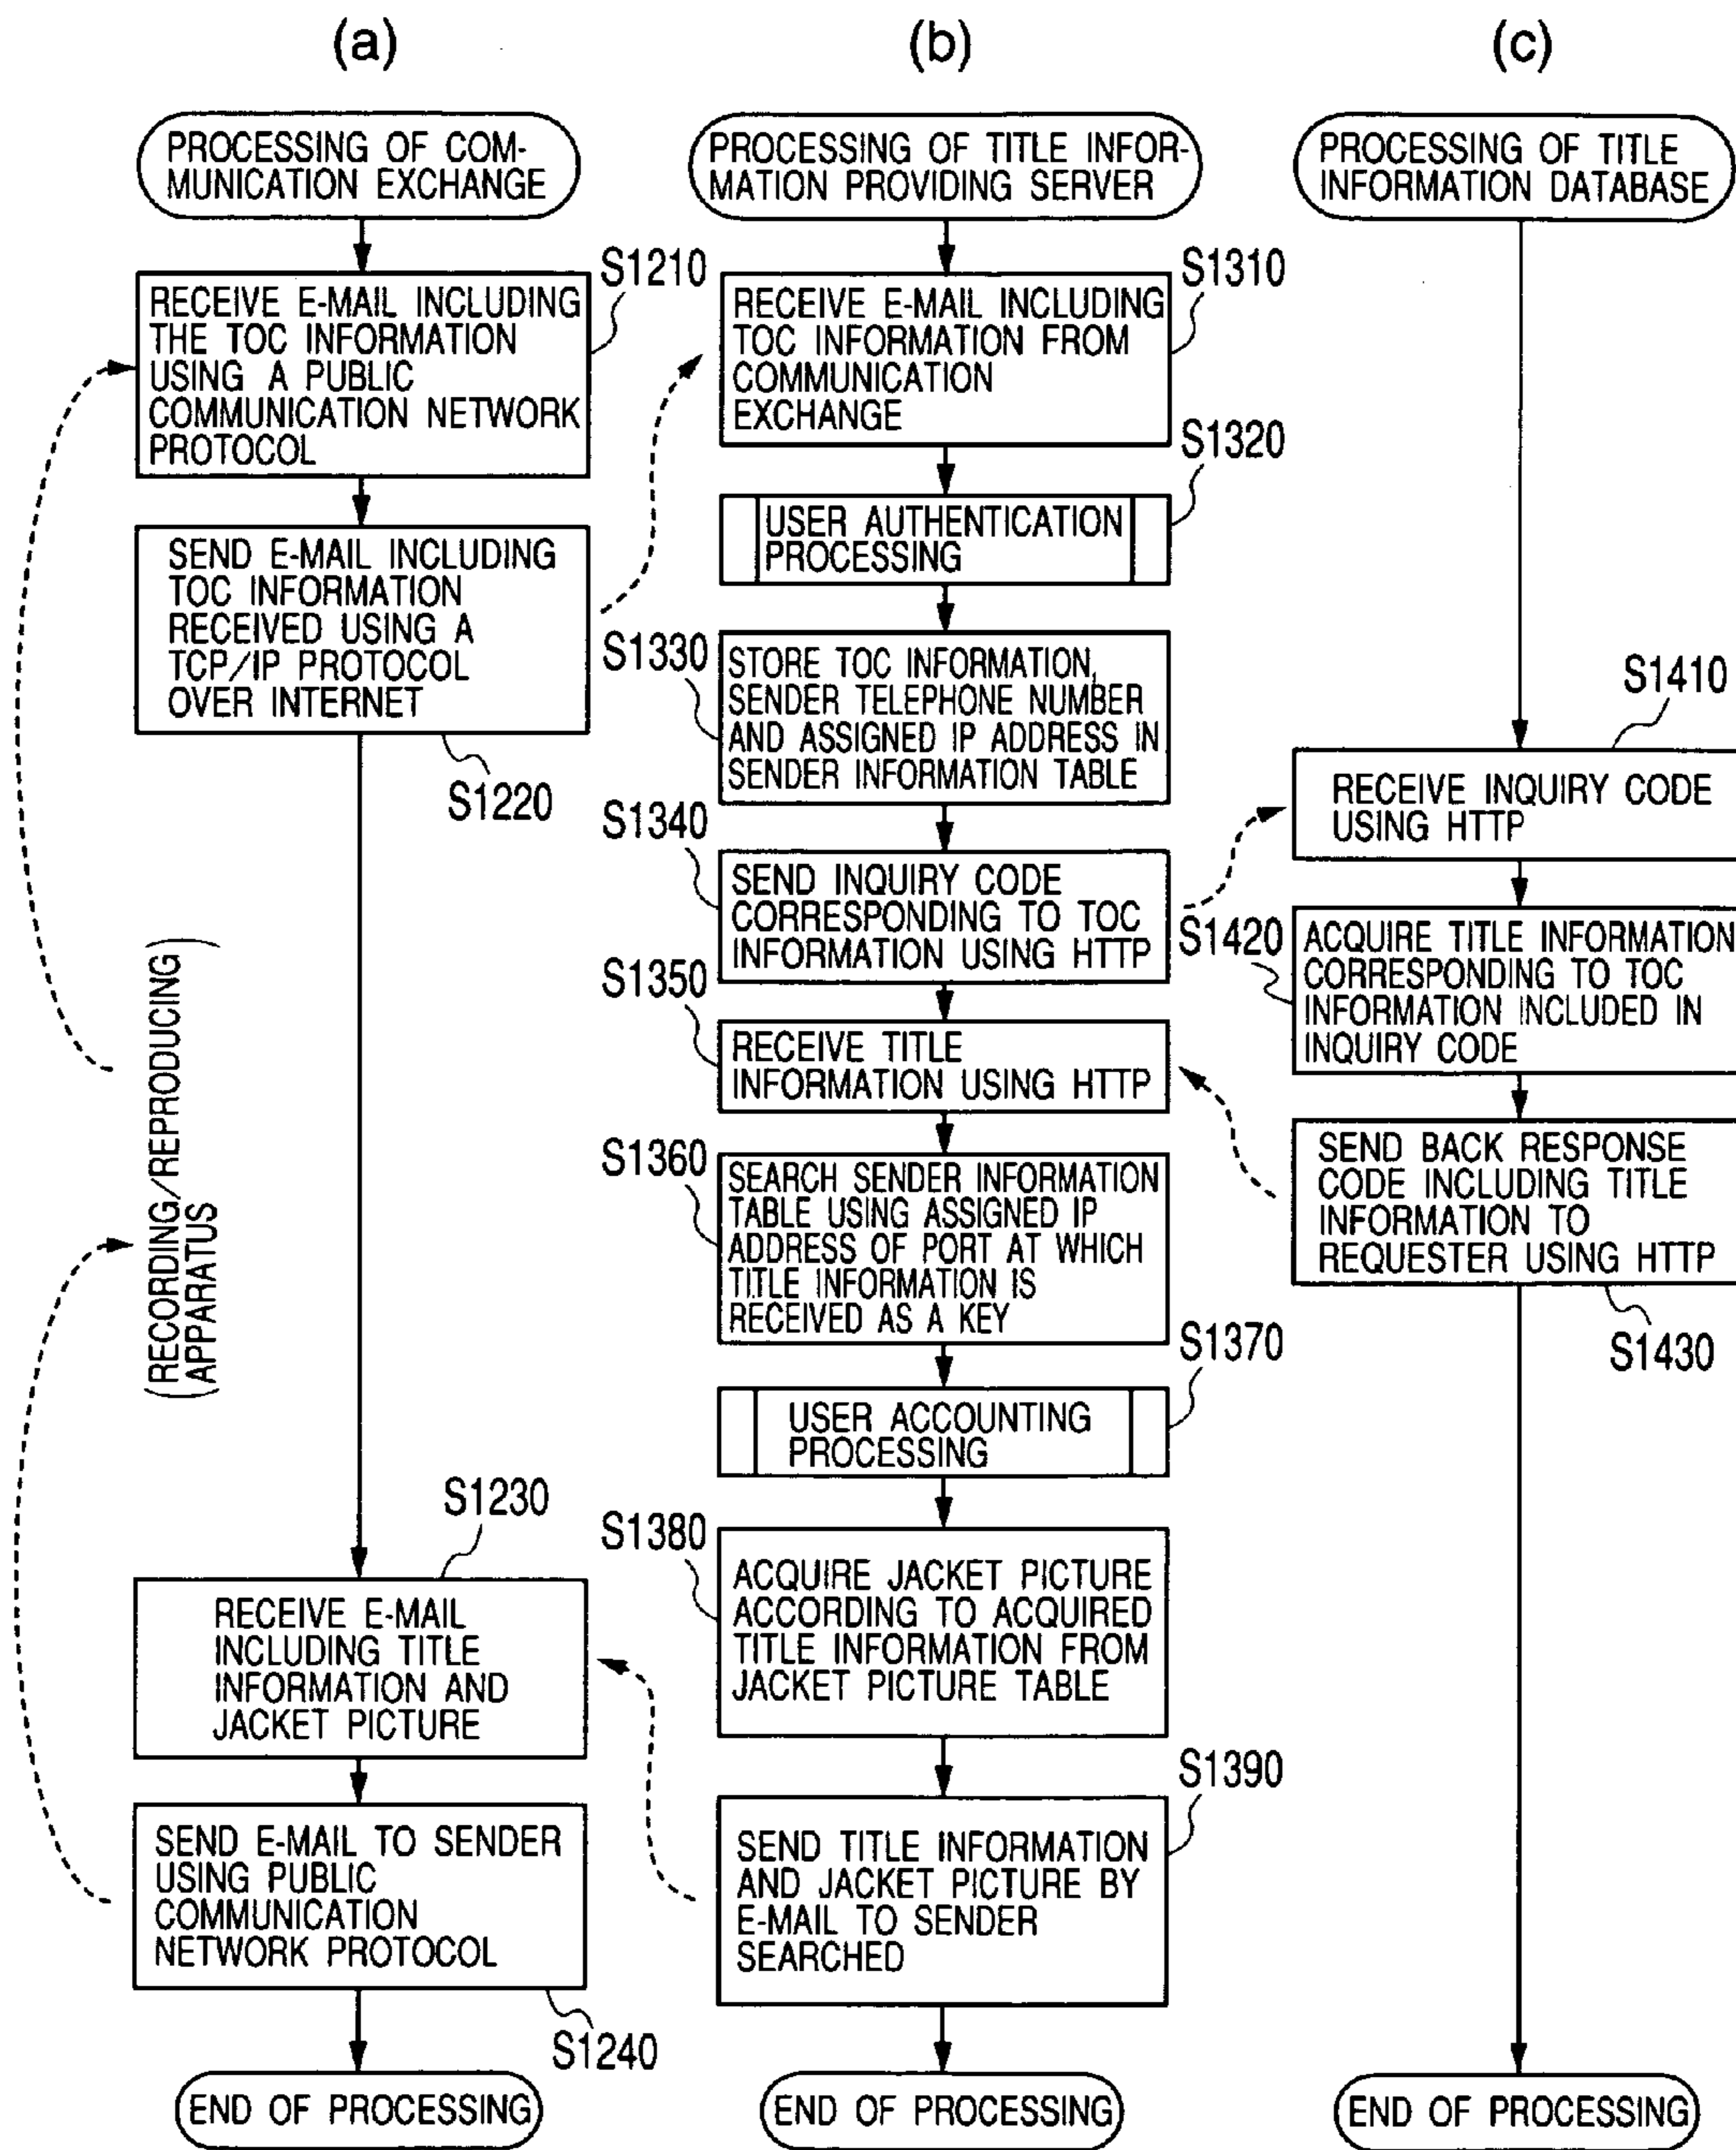 (a)
PROCESSING OF COM-
MUNICATION EXCHANGE
S1210
RECEIVE E-MAIL INCLUDING
THE TOC INFORMATION
USING A PUBLIC
COMMUNICATION NETWORK
PROTOCOL
SEND E-MAIL INCLUDING
TOC INFORMATION
RECEIVED USING A
TCP/IP PROTOCOL
OVER INTERNET
S1220
(RECORDING/REPRODUCING
APPARATUS)
S1230
RECEIVE E-MAIL
INCLUDING TITLE
INFORMATION AND
JACKET PICTURE
SEND E-MAIL TO SENDER
USING PUBLIC
COMMUNICATION
NETWORK PROTOCOL
S1240
END OF PROCESSING
(b)
PROCESSING OF TITLE INFOR-
MATION PROVIDING SERVER
S1310
RECEIVE E-MAIL INCLUDING
TOC INFORMATION FROM
COMMUNICATION
EXCHANGE
S1320
USER AUTHENTICATION
PROCESSING
S1330
STORE TOC INFORMATION,
SENDER TELEPHONE NUMBER
AND ASSIGNED IP ADDRESS IN
SENDER INFORMATION TABLE
S1340
SEND INQUIRY CODE
CORRESPONDING TO TOC
INFORMATION USING HTTP
S1350
RECEIVE TITLE
INFORMATION USING HTTP
S1360
SEARCH SENDER INFORMATION
TABLE USING ASSIGNED IP
ADDRESS OF PORT AT WHICH
TITLE INFORMATION IS
RECEIVED AS A KEY
S1370
USER ACCOUNTING
PROCESSING
S1380
ACQUIRE JACKET PICTURE
ACCORDING TO ACQUIRED
TITLE INFORMATION FROM
JACKET PICTURE TABLE
S1390
SEND TITLE INFORMATION
AND JACKET PICTURE BY
E-MAIL TO SENDER
SEARCHED
END OF PROCESSING
(c)
PROCESSING OF TITLE
INFORMATION DATABASE
S1410
RECEIVE INQUIRY CODE
USING HTTP
S1420
ACQUIRE TITLE INFORMATION
CORRESPONDING TO TOC
INFORMATION INCLUDED IN
INQUIRY CODE
SEND BACK RESPONSE
CODE INCLUDING TITLE
INFORMATION TO
REQUESTER USING HTTP
S1430
END OF PROCESSING